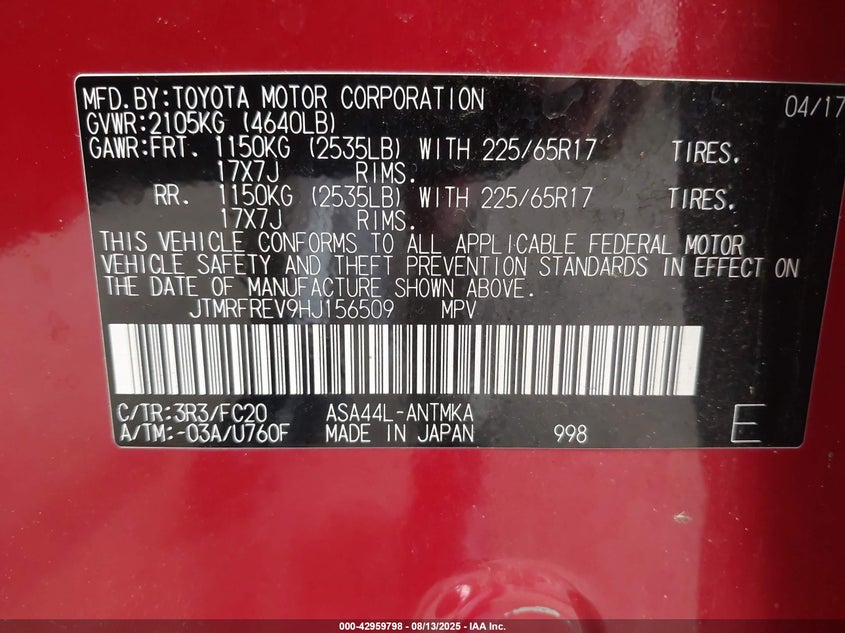 MFD.BY:TOYOTA MOTOR CORPORATION 04/17
GVWR:2105KG (4640LB)
GAWR:FRT. 1150KG (2535LB) WITH 225/65R17 TIRES.
17X7J RIMS.
RR. 1150KG (2535LB) WITH 225/65R17 TIRES.
17X7J RIMS.
THIS VEHICLE CONFORMS TO ALL APPLICABLE FEDERAL MOTOR
VEHICLE SAFETY AND THEFT PREVENTION STANDARDS IN EFFECT ON
THE DATE OF MANUFACTURE SHOWN ABOVE.
JTMRFREV9HJ156509 MPV
C/TR:3R3/FC20 ASA44L-ANTMKA
A/TM:-03A/U760F MADE IN JAPAN 998 E
000-42959798 - 08/13/2025 - IAA Inc.